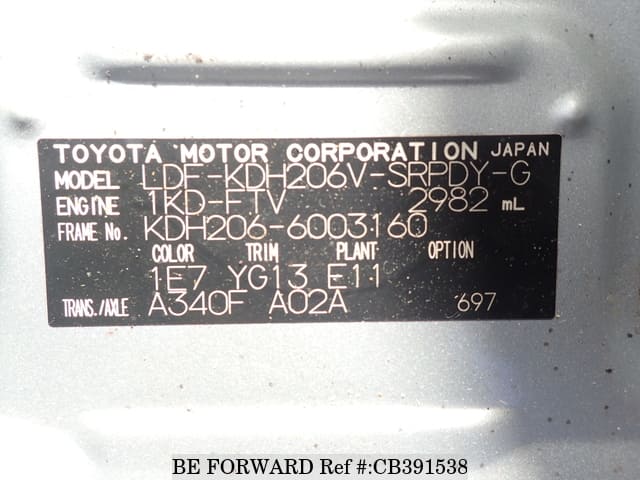 TOYOTA MOTOR CORPORATION JAPAN
MODEL LDF-KDH206V-SRPDY-G
ENGINE 1KD-FTV 2982 mL
FRAME No. KDH206-6003160
COLOR TRIM PLANT OPTION
1E7 YG13 E11
TRANS./AXLE A340F A02A 697
BE FORWARD Ref #:CB391538